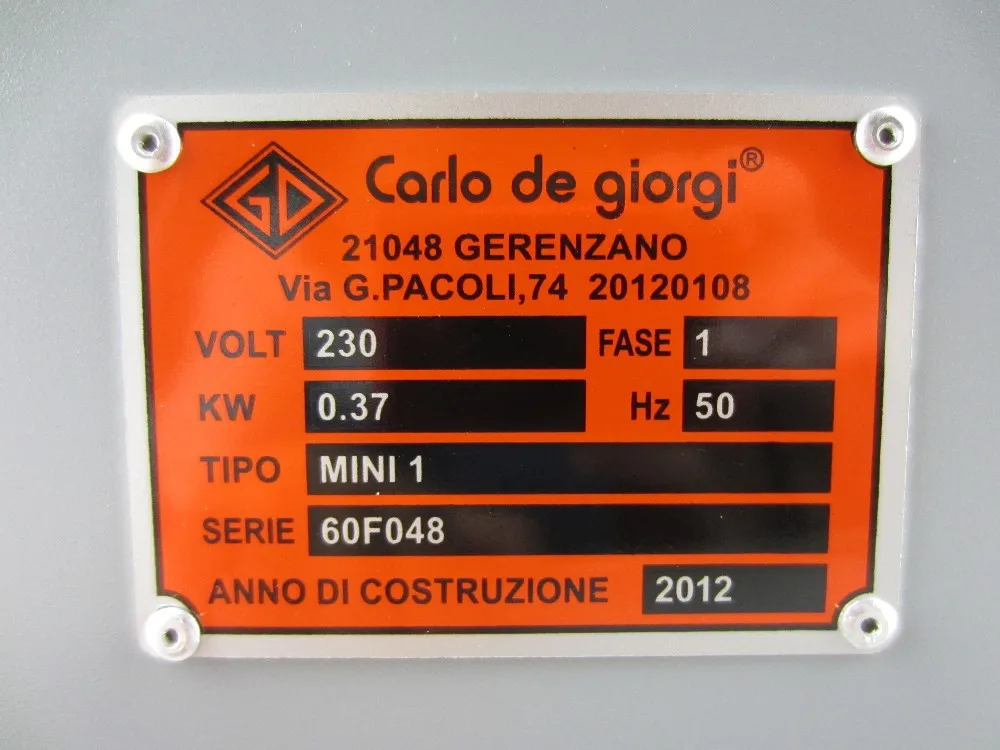 GD Carlo de giorgi®
21048 GERENZANO
Via G.PACOLI,74 20120108
VOLT 230 FASE 1
KW 0.37 Hz 50
TIPO MINI 1
SERIE 60F048
ANNO DI COSTRUZIONE 2012